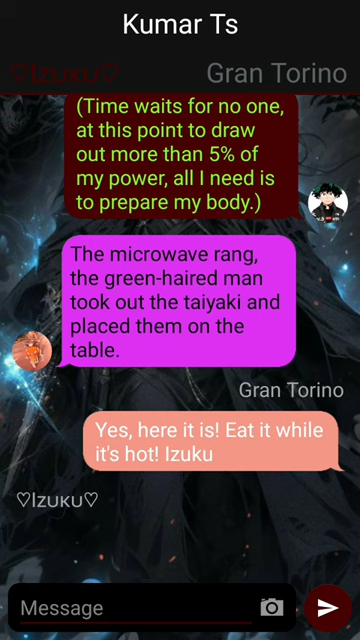 Kumar Ts
♡Izuku♡
Gran Torino
(Time waits for no one,
at this point to draw
out more than 5% of
my power, all I need is
to prepare my body.)
The microwave rang,
the green-haired man
took out the taiyaki and
placed them on the
table.
Gran Torino
Yes, here it is! Eat it while
it's hot! Izuku
♡Izuku♡
Message